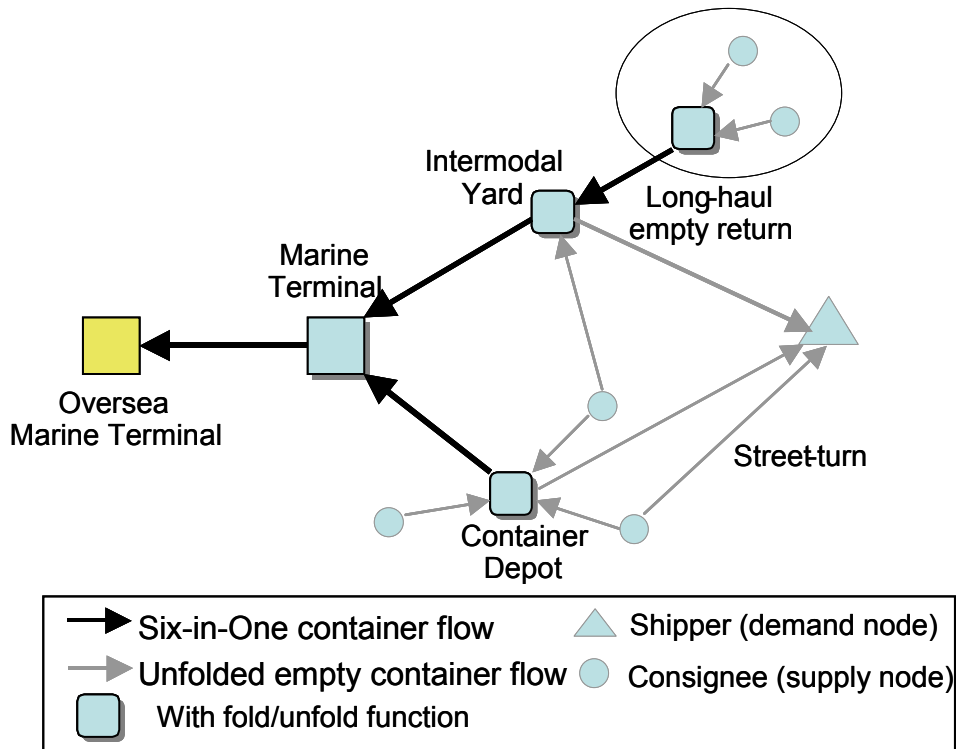 Intermodal
Yard
Long-haul
empty return
Marine
Terminal
Oversea
Marine Terminal
Street-turn
Container
Depot
Six-in-One container flow
Shipper (demand node)
Unfolded empty container flow
Consignee (supply node)
With fold/unfold function